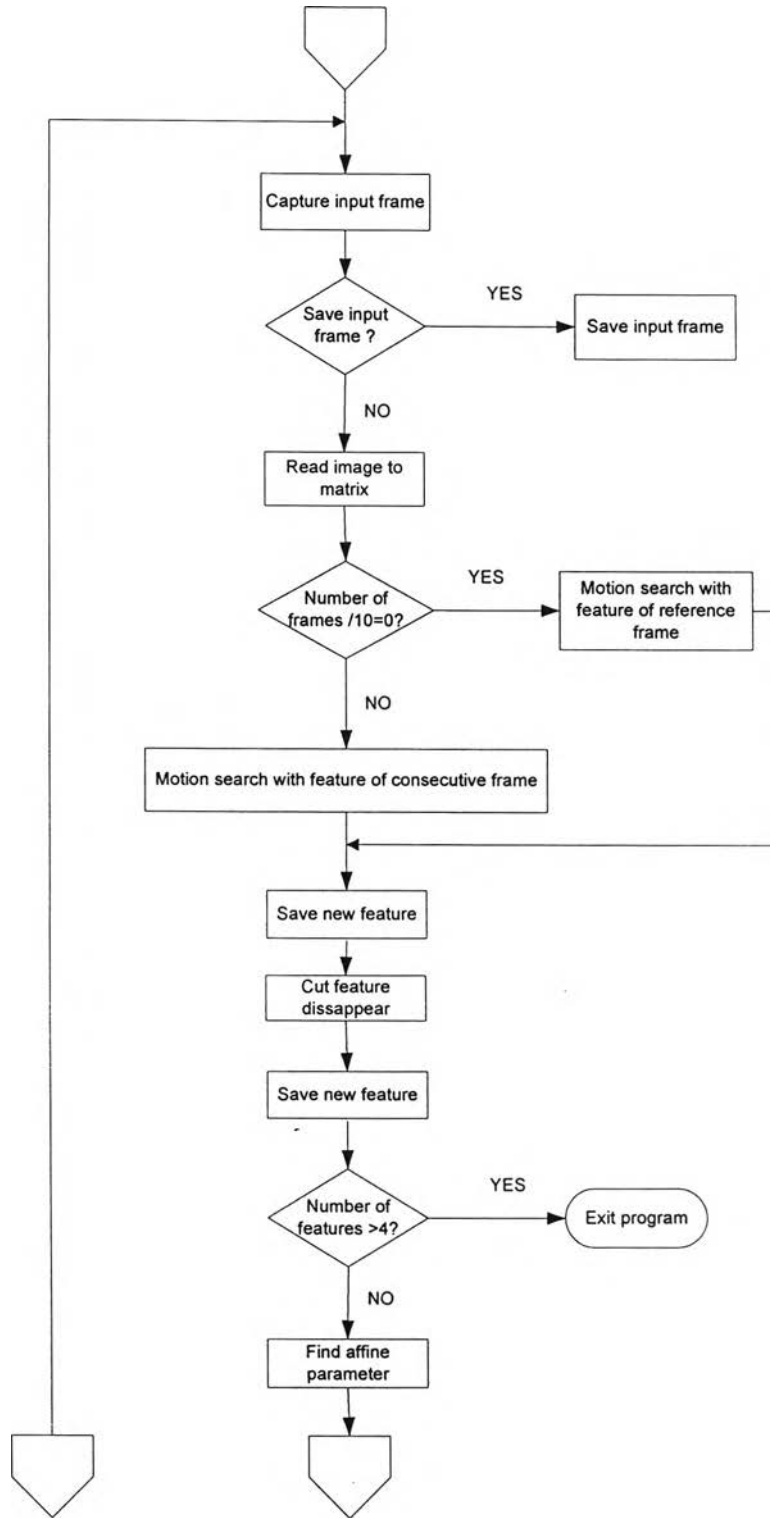 Capture input frame
Save input
frame ?
YES
Save input frame
NO
Read image to
matrix
Number of
frames /10=0?
YES
Motion search with
feature of reference
frame
NO
Motion search with feature of consecutive frame
Save new feature
Cut feature
dissappear
Save new feature
Number of
features >4?
YES
Exit program
NO
Find affine
parameter